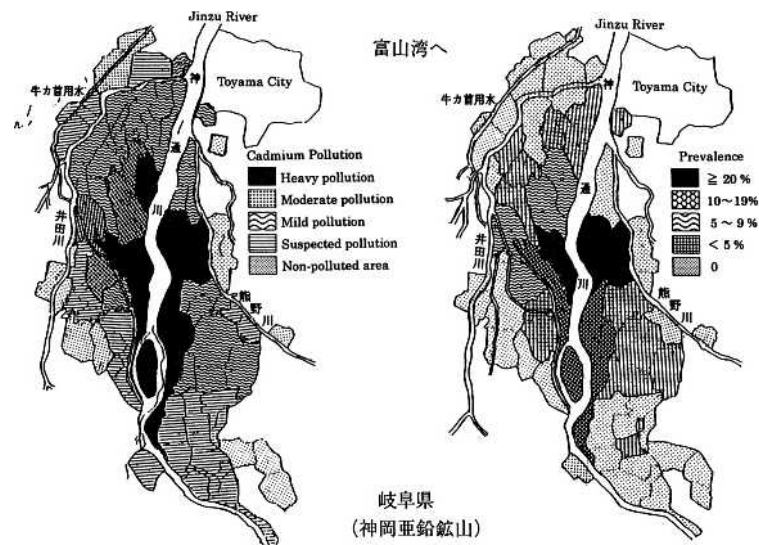 Jinzu River
富山湾へ
牛力首用水
神
Toyama City
通
川
井田川
熊野川
Cadmium Pollution
Heavy pollution
Moderate pollution
Mild pollution
Suspected pollution
Non-polluted area
Jinzu River
牛力首用水
神
Toyama City
通
川
井田川
熊野川
Prevalence
≧ 20 %
10〜19%
5 〜 9 %
< 5 %
0
岐阜県
(神岡亜鉛鉱山)